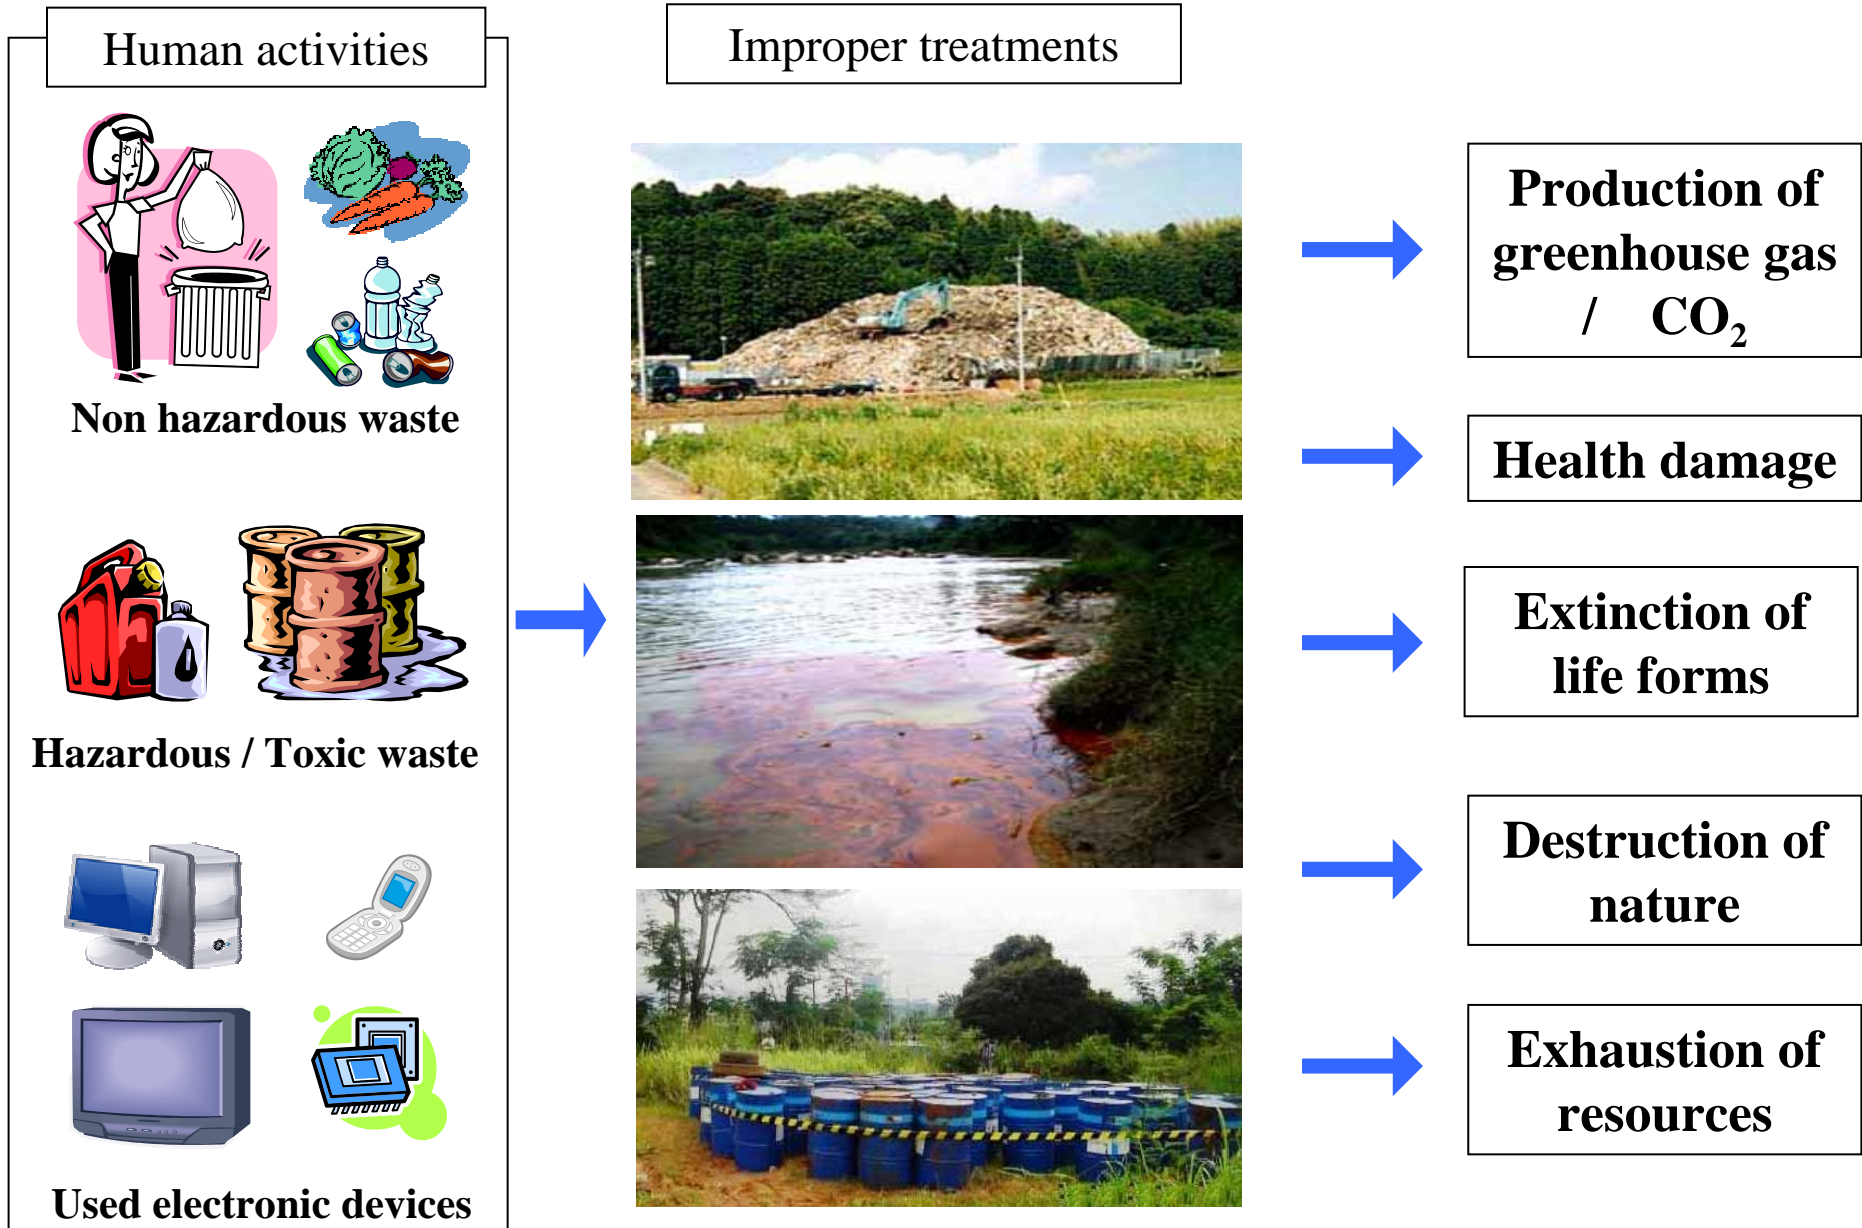 Human activities
Non hazardous waste
Hazardous / Toxic waste
Used electronic devices
Improper treatments
Production of
greenhouse gas
/ CO₂
Health damage
Extinction of
life forms
Destruction of
nature
Exhaustion of
resources